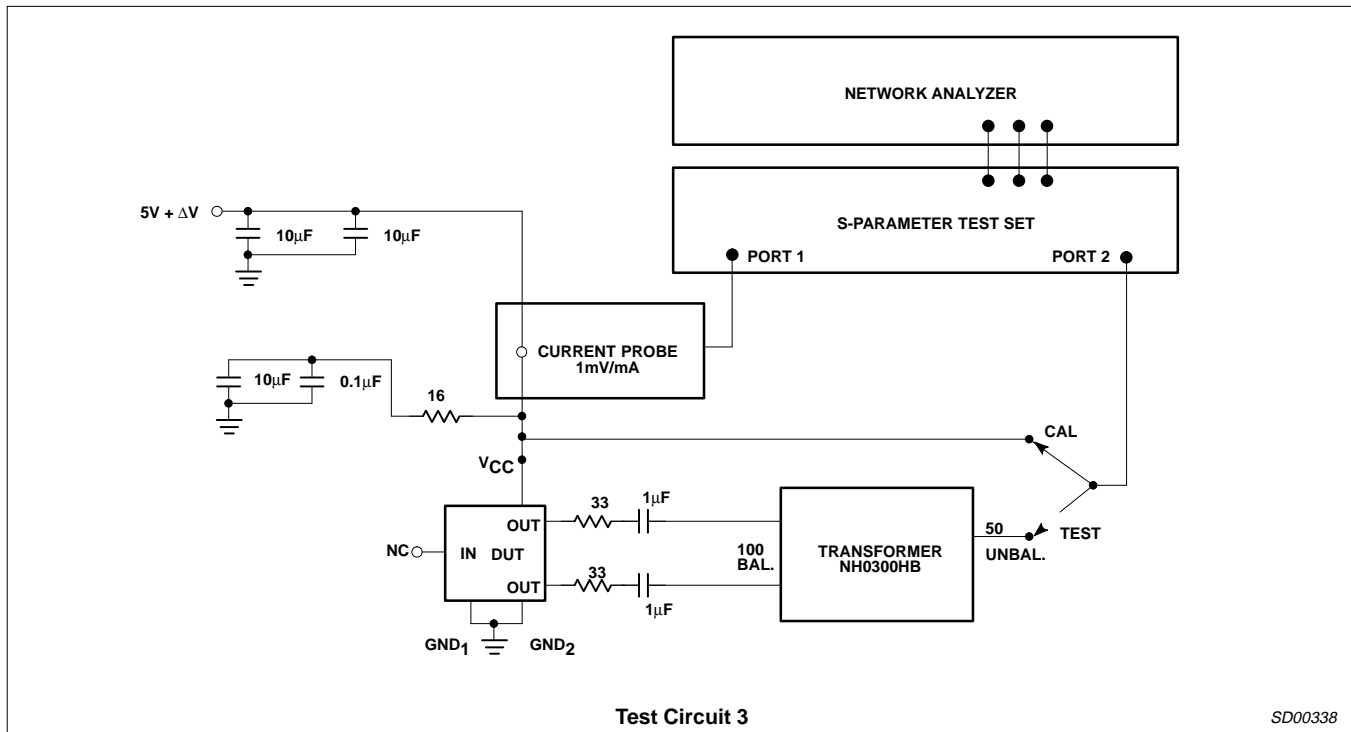 NETWORK ANALYZER
S-PARAMETER TEST SET
PORT 1
PORT 2
5V + ΔV
10µF
10µF
CURRENT PROBE
1mV/mA
10µF
0.1µF
16
CAL
VCC
33
1µF
OUT
NC
IN
DUT
OUT
33
1µF
100
BAL.
TRANSFORMER
NH0300HB
50
UNBAL.
TEST
GND1
GND2
Test Circuit 3
SD00338